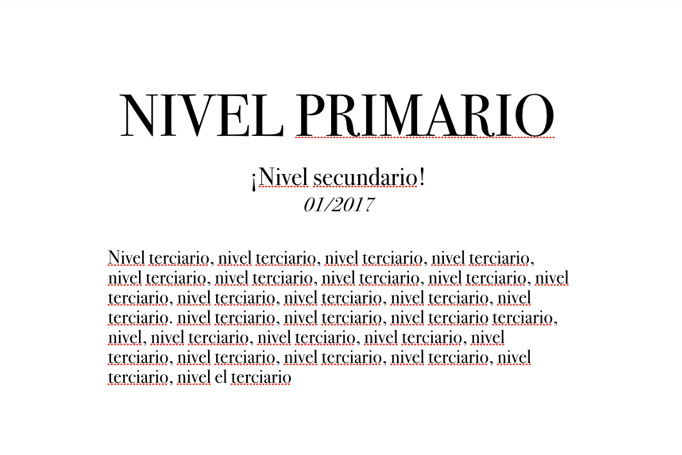 NIVEL PRIMARIO
¡Nivel secundario!
01/2017
Nivel terciario, nivel terciario, nivel terciario, nivel terciario,
nivel terciario, nivel terciario, nivel terciario, nivel terciario, nivel
terciario, nivel terciario, nivel terciario, nivel terciario, nivel
terciario. nivel terciario, nivel terciario, nivel terciario terciario,
nivel, nivel terciario, nivel terciario, nivel terciario, nivel
terciario, nivel terciario, nivel terciario, nivel terciario, nivel
terciario, nivel el terciario